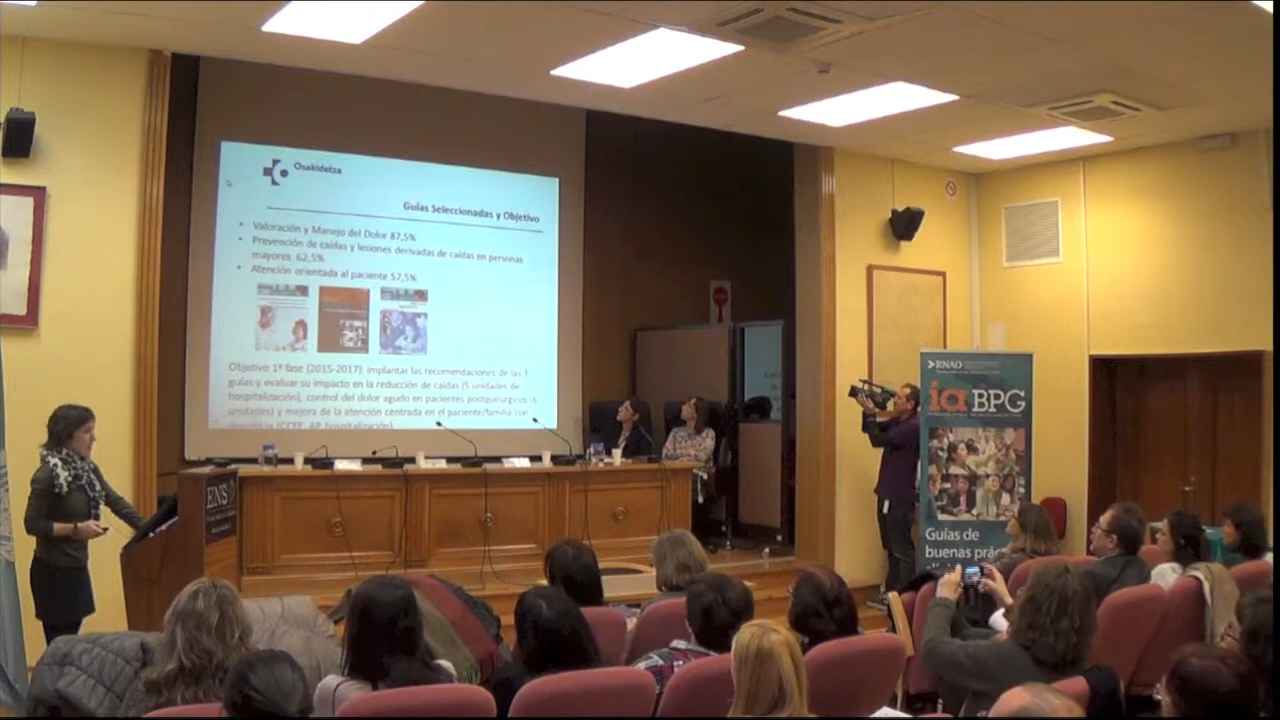 Osakidetza
Guías Seleccionadas y Objetivo
• Valoración y Manejo del Dolor 87,5%
• Prevención de caídas y lesiones derivadas de caídas en personas
mayores 62,5%
• Atención orientada al paciente 57,5%
Objetivo 1ª fase (2015-2017): implantar las recomendaciones de las 3
guías y evaluar su impacto en la reducción de caídas (5 unidades de
hospitalización), control del dolor agudo en pacientes postquirúrgicos (6
unidades) y mejora de la atención centrada en el paciente/familia con
(CCEE, AP, hospitalización).
ENS
RNAO
ia BPG
Guías de
buenas prác